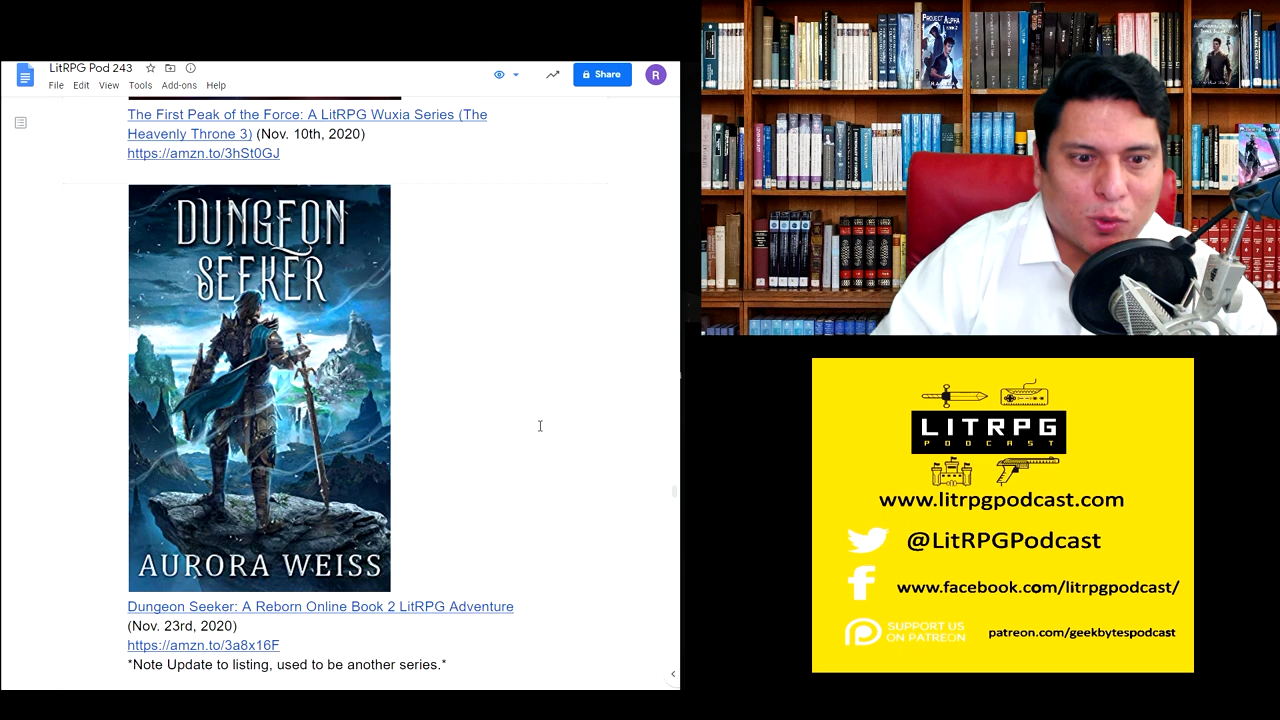 LitRPG Pod 243
File Edit View Tools Add-ons Help
Share
R
The First Peak of the Force: A LitRPG Wuxia Series (The
Heavenly Throne 3) (Nov. 10th, 2020)
https://amzn.to/3hSt0GJ
DUNGEON
SEEKER
AURORA WEISS
Dungeon Seeker: A Reborn Online Book 2 LitRPG Adventure
(Nov. 23rd, 2020)
https://amzn.to/3a8x16F
*Note Update to listing, used to be another series.*
PROJECT
ALPHA
LITRPG
PODCAST
www.litrpgpodcast.com
@LitRPGPodcast
www.facebook.com/litrpgpodcast/
SUPPORT US
ON PATREON
patreon.com/geekbytespodcast